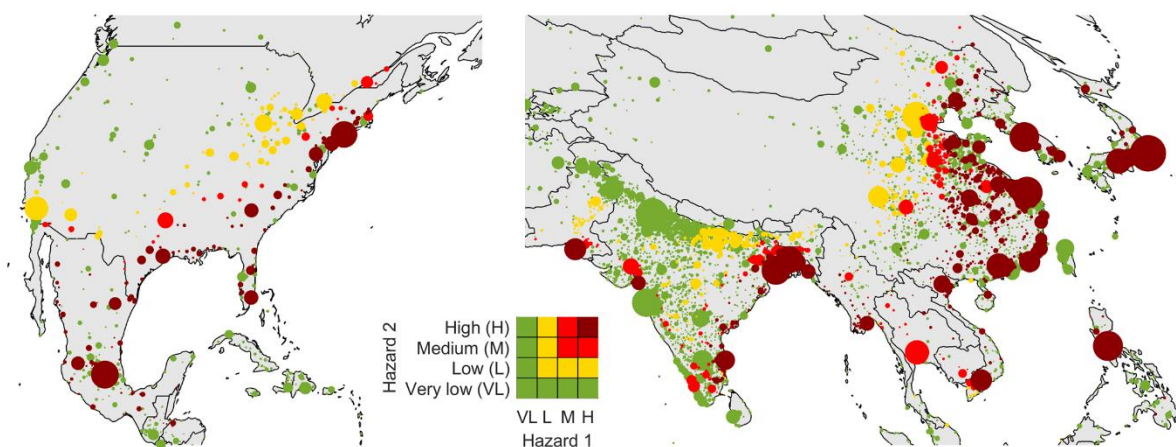 Hazard 2
High (H)
Medium (M)
Low (L)
Very low (VL)
VL L M H
Hazard 1